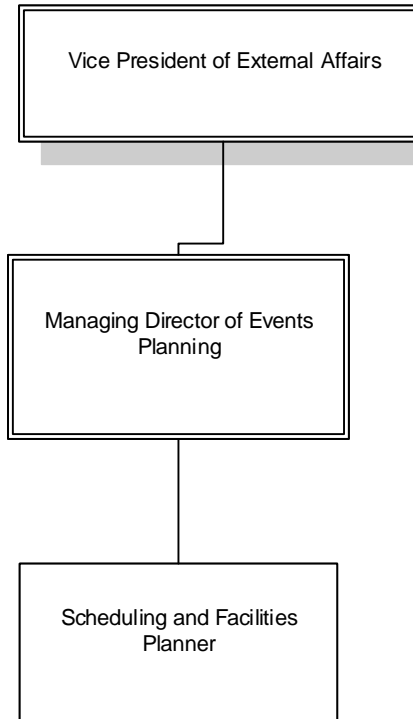 Vice President of External Affairs
Managing Director of Events
Planning
Scheduling and Facilities
Planner